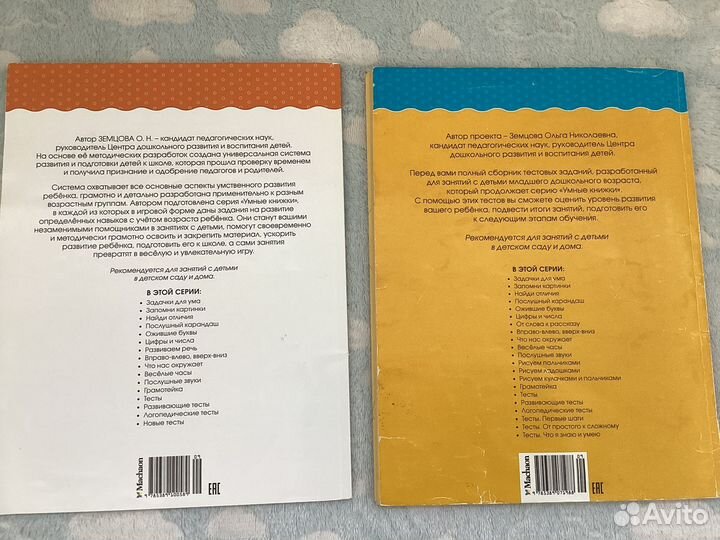 Автор ЗЕМЦОВА О. Н. – кандидат педагогических наук,
руководитель Центра дошкольного развития и воспитания детей.
На основе её методических разработок создана универсальная система
развития и подготовки детей к школе, которая прошла проверку временем
и получила признание и одобрение педагогов и родителей.
Система охватывает все основные аспекты умственного развития
ребёнка, грамотно и детально разработана применительно к разным
возрастным группам. Автором подготовлена серия «Умные книжки»,
в каждой из которых в игровой форме даны задания на развитие
определённых навыков с учётом возраста ребёнка. Они станут вашими
незаменимыми помощниками в занятиях с детьми, помогут своевременно
и методически грамотно освоить и закрепить материал, ускорить
развитие ребёнка, подготовить его к школе, а сами занятия
превратят в весёлую и увлекательную игру.
Рекомендуется для занятий с детьми
в детском саду и дома.
В ЭТОЙ СЕРИИ:
• Задачки для ума
• Запомни картинки
• Найди отличия
• Послушный карандаш
• Ожившие буквы
• Цифры и числа
• Развиваем речь
• Вправо-влево, вверх-вниз
• Что нас окружает
• Весёлые часы
• Послушные звуки
• Грамотейка
• Тесты
• Развивающие тесты
• Логопедические тесты
• Новые тесты
Machaon
09
EAC
Автор проекта – Земцова Ольга Николаевна,
кандидат педагогических наук, руководитель Центра
дошкольного развития и воспитания детей.
Перед вами полный сборник тестовых заданий, разработанный
для занятий с детьми младшего дошкольного возраста,
который продолжает серию «Умные книжки».
С помощью этих тестов вы сможете оценить уровень развития
вашего ребёнка, подвести итоги занятий, подготовить его
к следующим этапам обучения.
Рекомендуется для занятий с детьми
в детском саду и дома.
В ЭТОЙ СЕРИИ:
• Задачки для ума
• Запомни картинки
• Найди отличия
• Послушный карандаш
• Ожившие буквы
• Цифры и числа
• От слова к рассказу
• Вправо-влево, вверх-вниз
• Что нас окружает
• Весёлые часы
• Послушные звуки
• Рисуем пальчиками
• Рисуем ладошками
• Рисуем кулачками и пальчиками
• Грамотейка
• Тесты
• Развивающие тесты
• Логопедические тесты
• Тесты. Первые шаги
• Тесты. От простого к сложному
• Тесты. Что я знаю и умею
Machaon
09
EAC
Avito